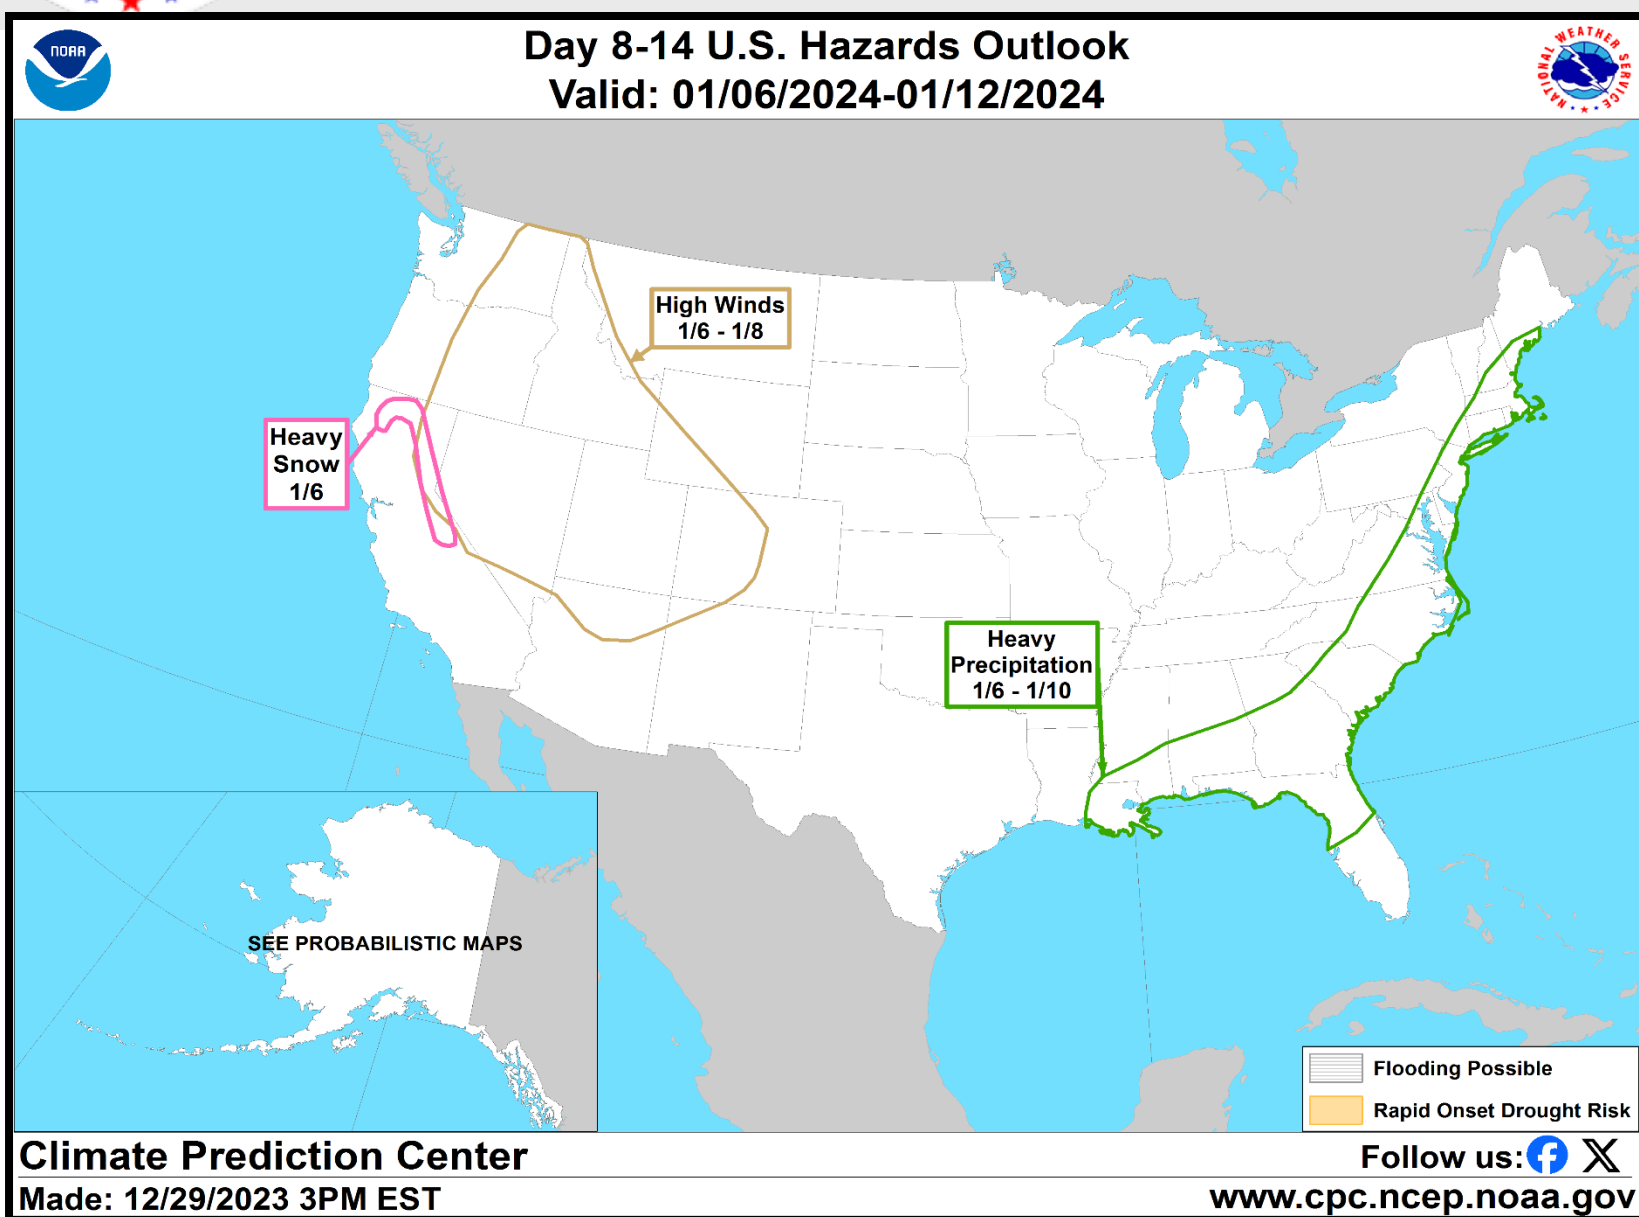 NOAA
Day 8-14 U.S. Hazards Outlook
Valid: 01/06/2024-01/12/2024
NATIONAL WEATHER SERVICE
High Winds
1/6 - 1/8
Heavy
Snow
1/6
Heavy
Precipitation
1/6 - 1/10
SEE PROBABILISTIC MAPS
Flooding Possible
Rapid Onset Drought Risk
Climate Prediction Center
Follow us:
Made: 12/29/2023 3PM EST
www.cpc.ncep.noaa.gov